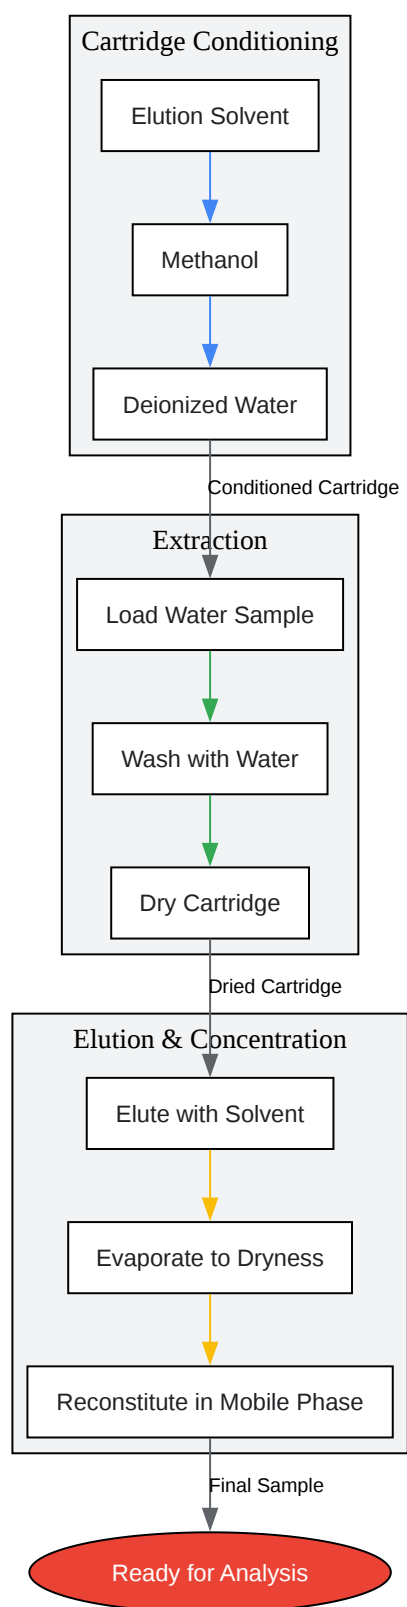 Cartridge Conditioning
Elution Solvent
Methanol
Deionized Water
Conditioned Cartridge
Extraction
Load Water Sample
Wash with Water
Dry Cartridge
Dried Cartridge
Elution & Concentration
Elute with Solvent
Evaporate to Dryness
Reconstitute in Mobile Phase
Final Sample
Ready for Analysis